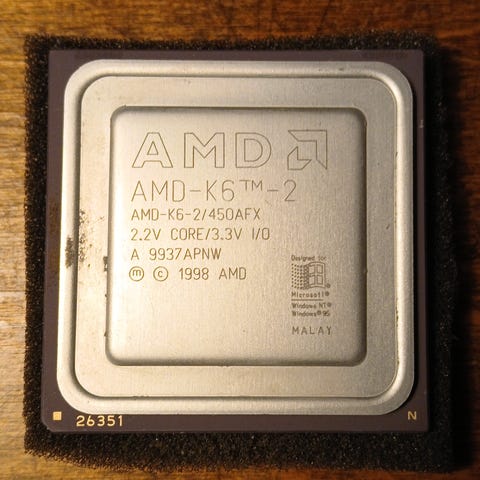 AMD
AMD-K6™-2
AMD-K6-2/450AFX
2.2V CORE/3.3V I/O
A 9937APNW
ⓜ © 1998 AMD
Designed for
Microsoft®
Windows NT®
Windows® 95
MALAY
26351 N